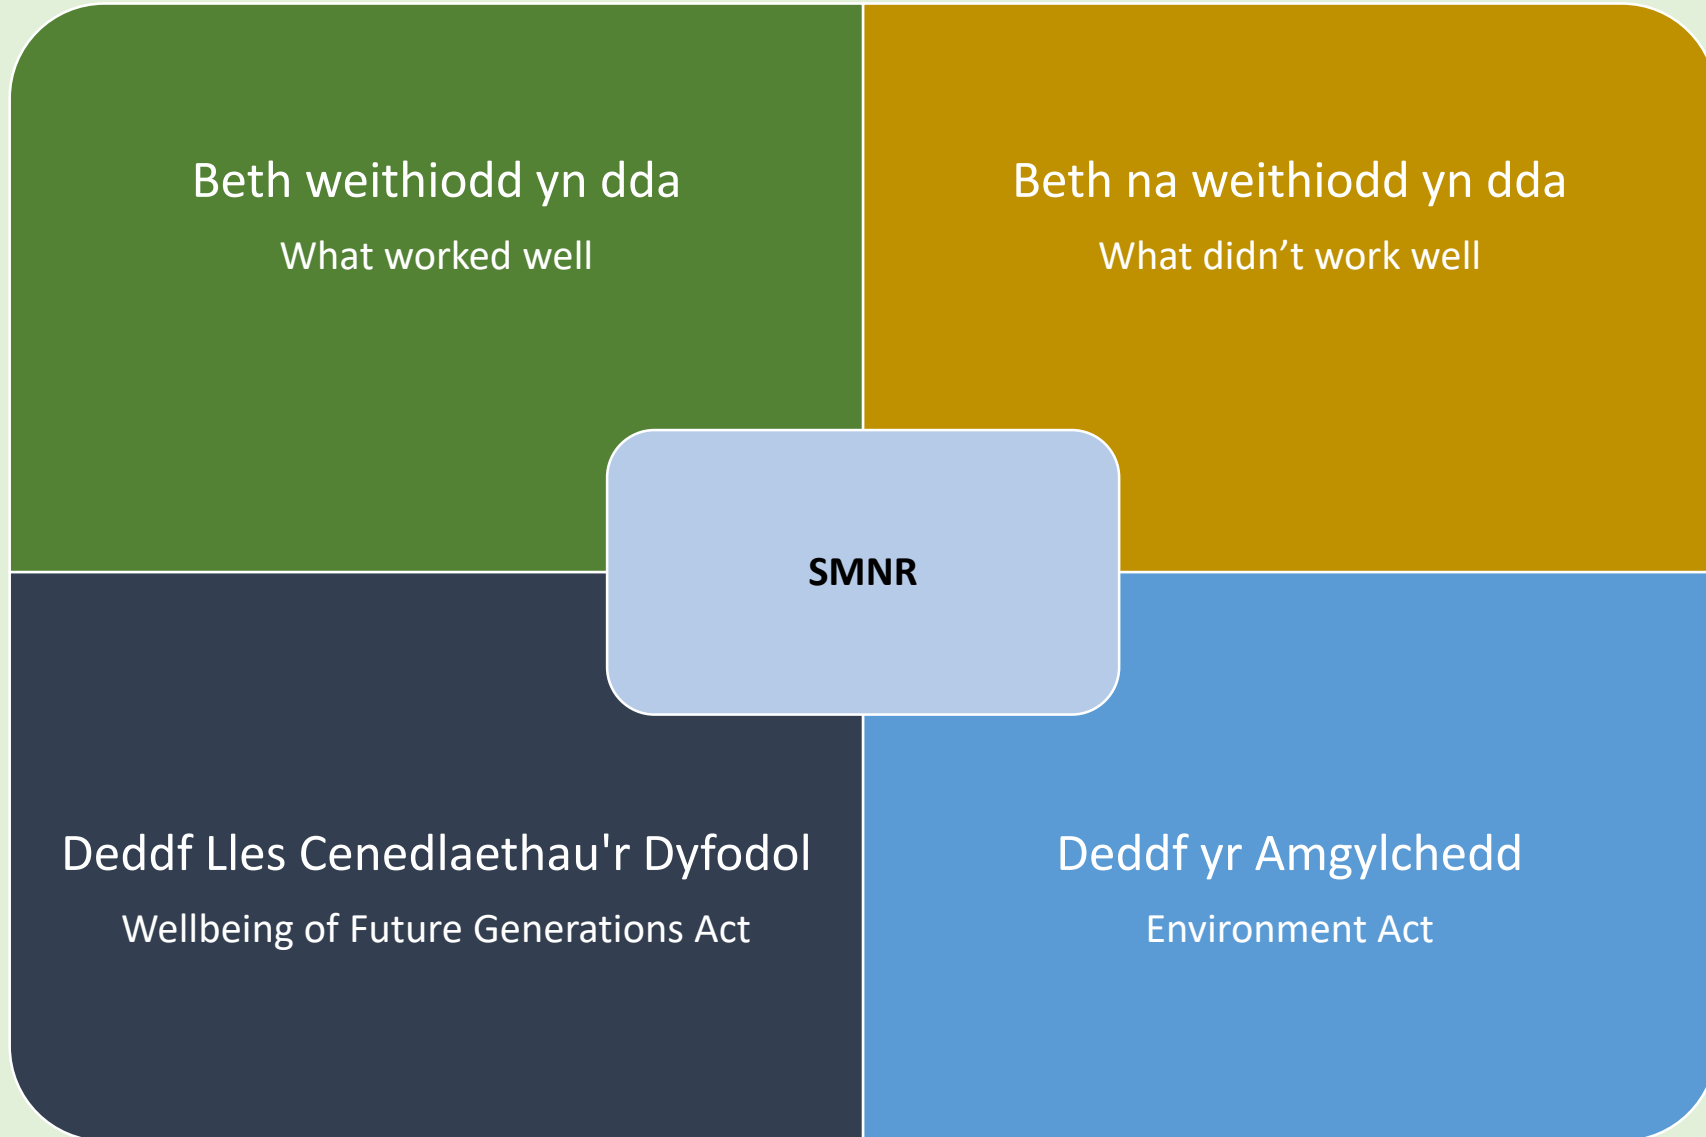 Beth weithiodd yn dda
What worked well
Beth na weithiodd yn dda
What didn’t work well
SMNR
Deddf Lles Cenedlaethau'r Dyfodol
Wellbeing of Future Generations Act
Deddf yr Amgylchedd
Environment Act